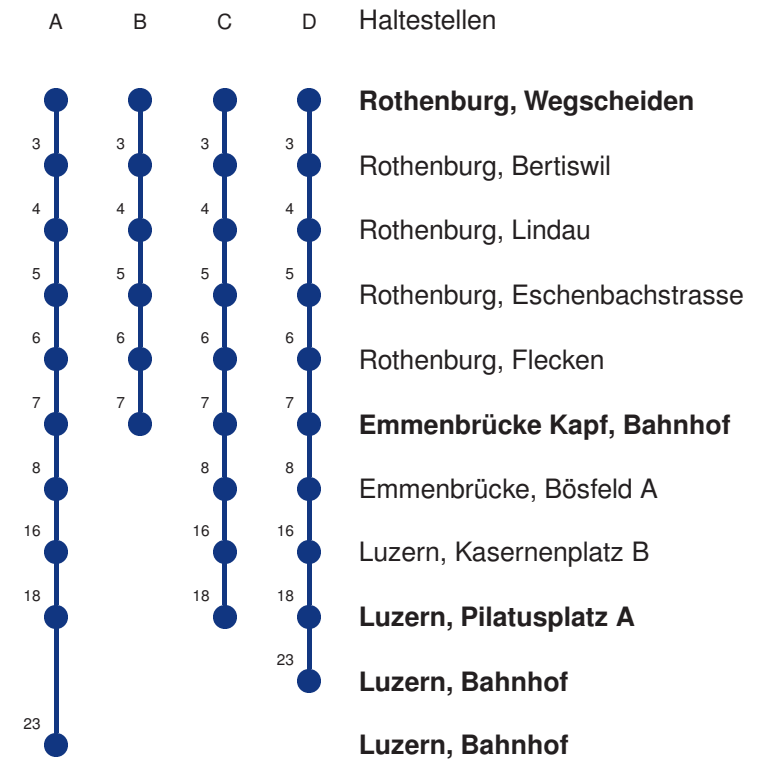 A B C D Haltestellen
Rothenburg, Wegscheiden
3 3 3 3 Rothenburg, Bertiswil
4 4 4 4 Rothenburg, Lindau
5 5 5 5 Rothenburg, Eschenbachstrasse
6 6 6 6 Rothenburg, Flecken
7 7 7 7 Emmenbrücke Kapf, Bahnhof
8 8 8 Emmenbrücke, Bösfeld A
16 16 16 Luzern, Kasernenplatz B
18 18 18 Luzern, Pilatusplatz A
23 Luzern, Bahnhof
23 Luzern, Bahnhof